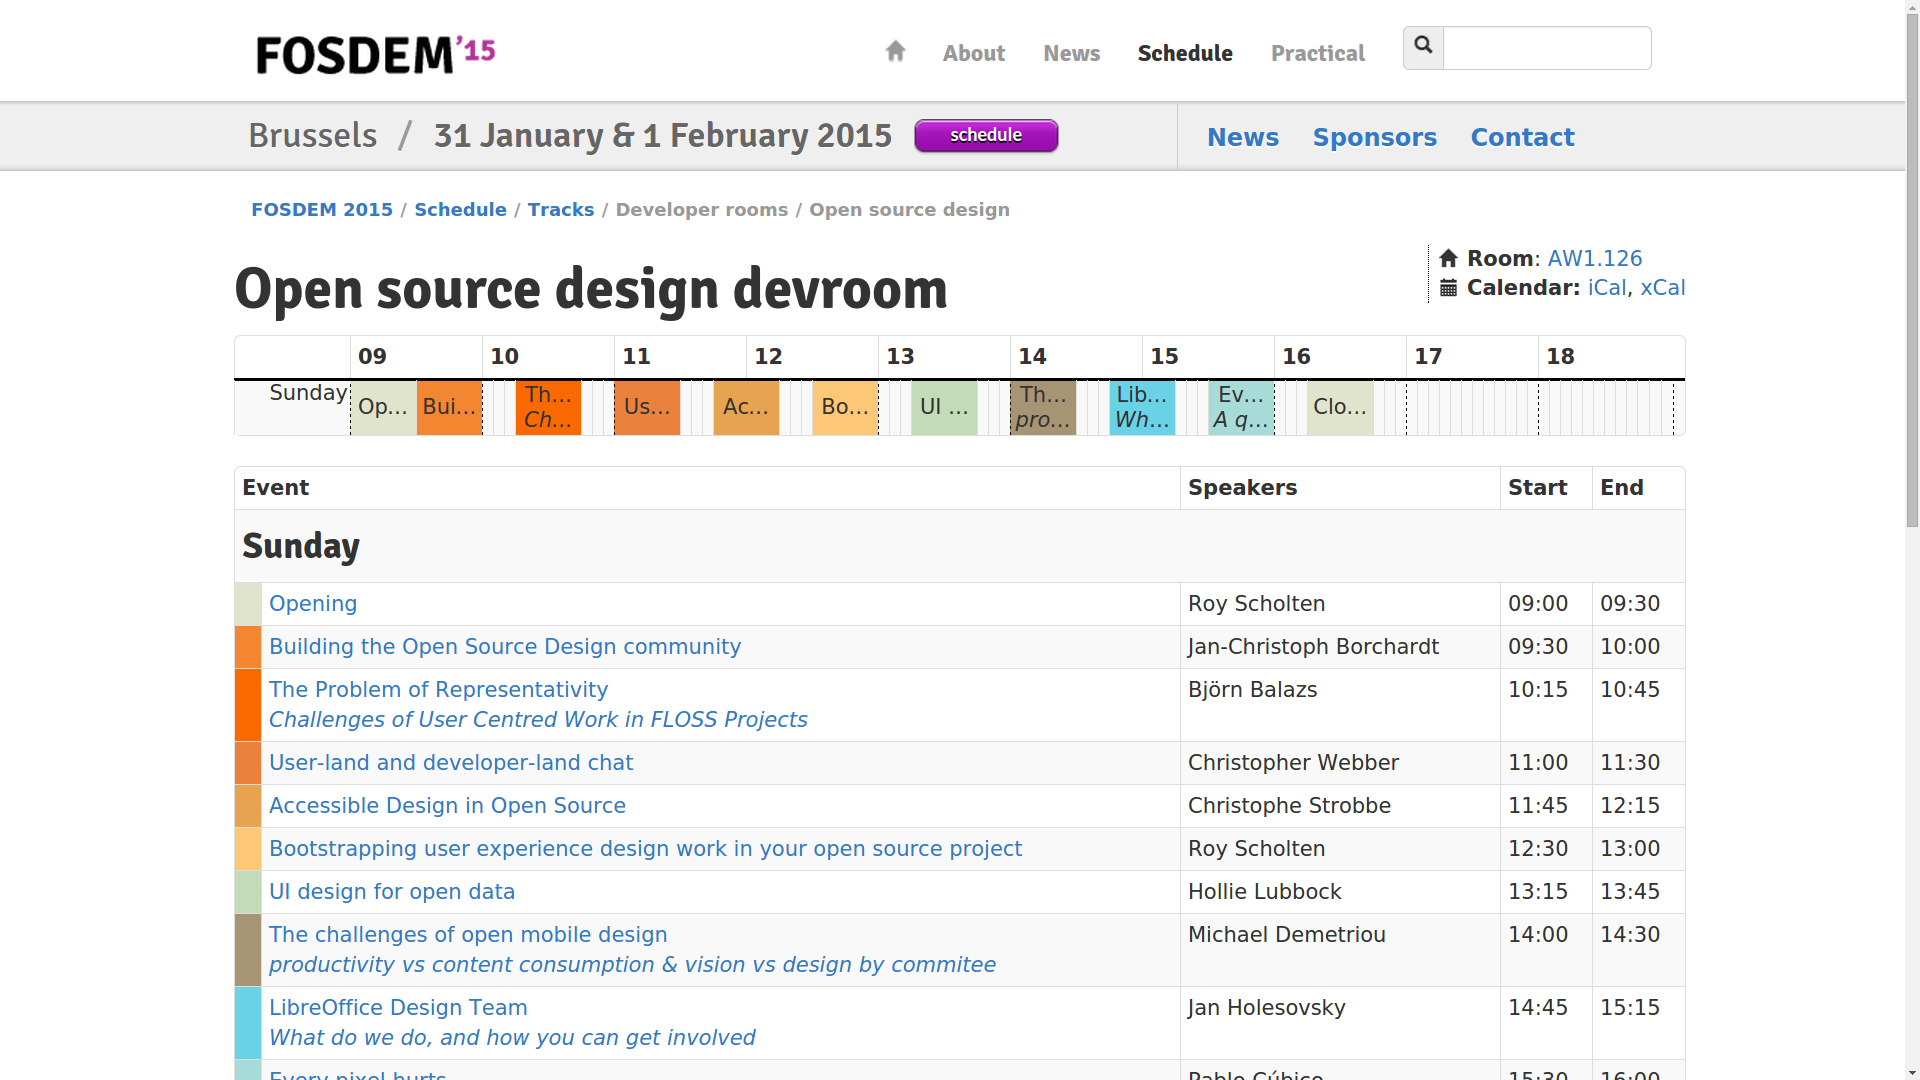 FOSDEM'15
About News Schedule Practical
Brussels / 31 January & 1 February 2015 schedule News Sponsors Contact
FOSDEM 2015 / Schedule / Tracks / Developer rooms / Open source design
Room: AW1.126
Calendar: iCal, xCal
Open source design devroom
09 10 11 12 13 14 15 16 17 18
Sunday Op... Bui... Th... Us... Ac... Bo... UI ... Th... Lib... Ev... Clo...
Ch... pro... Wh... A q...
Event Speakers Start End
Sunday
Opening Roy Scholten 09:00 09:30
Building the Open Source Design community Jan-Christoph Borchardt 09:30 10:00
The Problem of Representativity Björn Balazs 10:15 10:45
Challenges of User Centred Work in FLOSS Projects
User-land and developer-land chat Christopher Webber 11:00 11:30
Accessible Design in Open Source Christophe Strobbe 11:45 12:15
Bootstrapping user experience design work in your open source project Roy Scholten 12:30 13:00
UI design for open data Hollie Lubbock 13:15 13:45
The challenges of open mobile design Michael Demetriou 14:00 14:30
productivity vs content consumption & vision vs design by commitee
LibreOffice Design Team Jan Holesovsky 14:45 15:15
What do we do, and how you can get involved
Every pixel hurts Pablo Cúbico 15:30 16:00